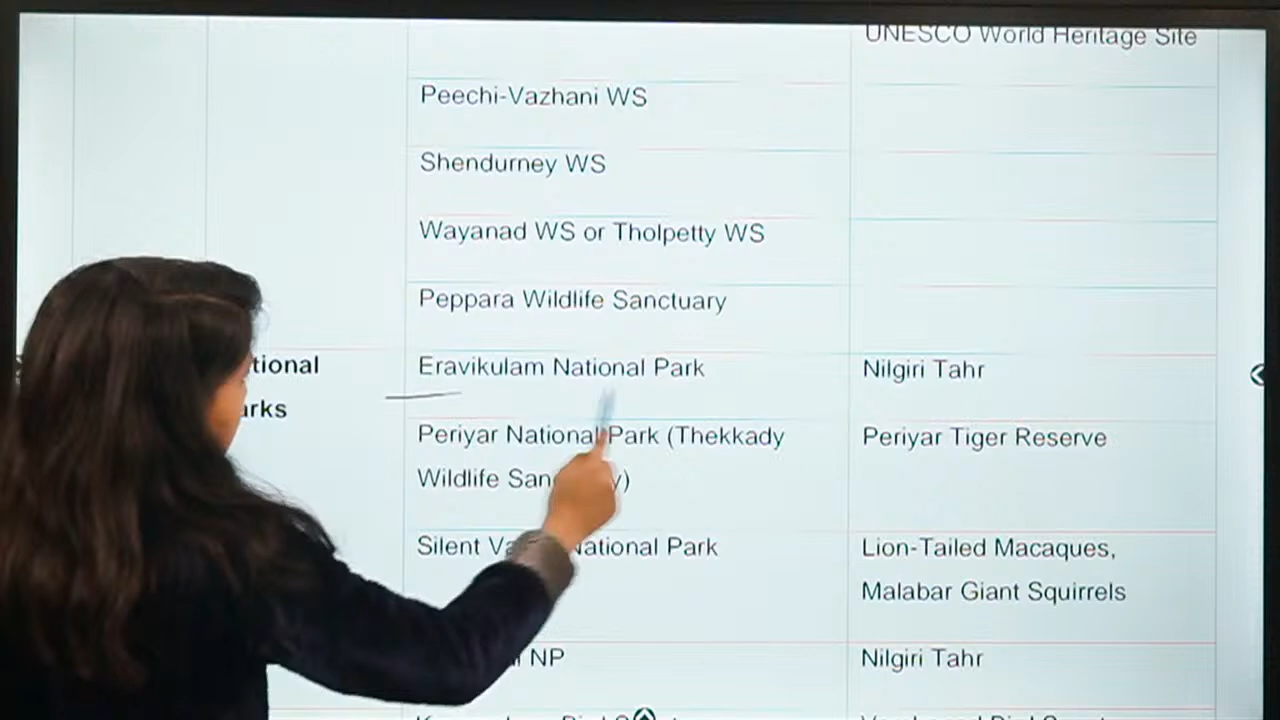 UNESCO World Heritage Site
Peechi-Vazhani WS
Shendurney WS
Wayanad WS or Tholpetty WS
Peppara Wildlife Sanctuary
tional
arks
Eravikulam National Park
Nilgiri Tahr
Periyar National Park (Thekkady
Wildlife San y)
Periyar Tiger Reserve
Silent Va National Park
Lion-Tailed Macaques,
Malabar Giant Squirrels
NP
Nilgiri Tahr